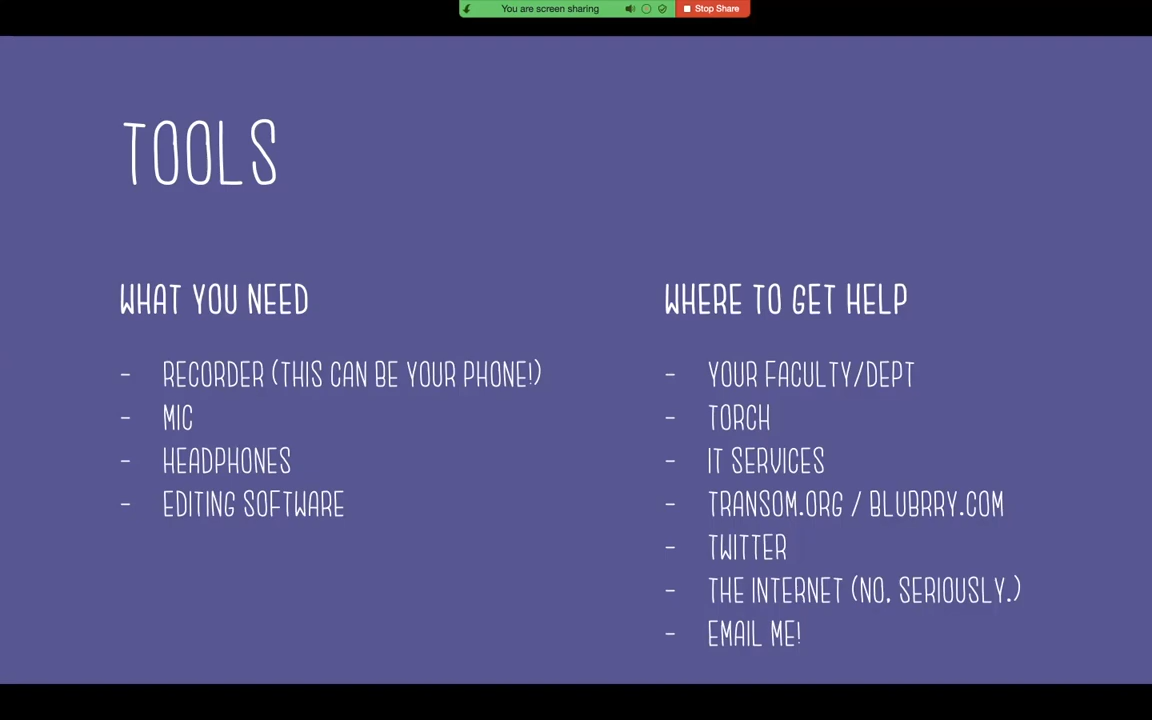 You are screen sharing
Stop Share
TOOLS
WHAT YOU NEED
- RECORDER (THIS CAN BE YOUR PHONE!)
- MIC
- HEADPHONES
- EDITING SOFTWARE
WHERE TO GET HELP
- YOUR FACULTY/DEPT
- TORCH
- IT SERVICES
- TRANSOM.ORG / BLUBRRY.COM
- TWITTER
- THE INTERNET (NO, SERIOUSLY.)
- EMAIL ME!